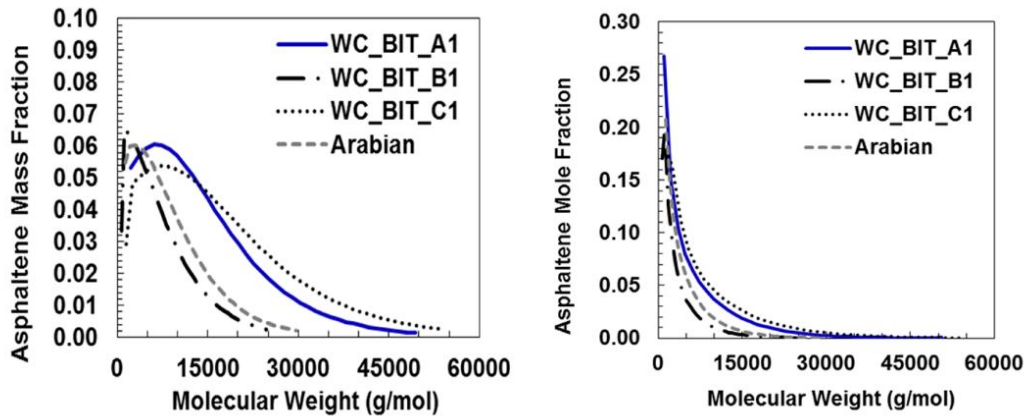 0.10
0.09
0.08
0.07
0.06
0.05
0.04
0.03
0.02
0.01
0.00
Asphaltene Mass Fraction
WC_BIT_A1
WC_BIT_B1
WC_BIT_C1
Arabian
0 15000 30000 45000 60000
Molecular Weight (g/mol)
0.30
0.25
0.20
0.15
0.10
0.05
0.00
Asphaltene Mole Fraction
WC_BIT_A1
WC_BIT_B1
WC_BIT_C1
Arabian
0 15000 30000 45000 60000
Molecular Weight (g/mol)